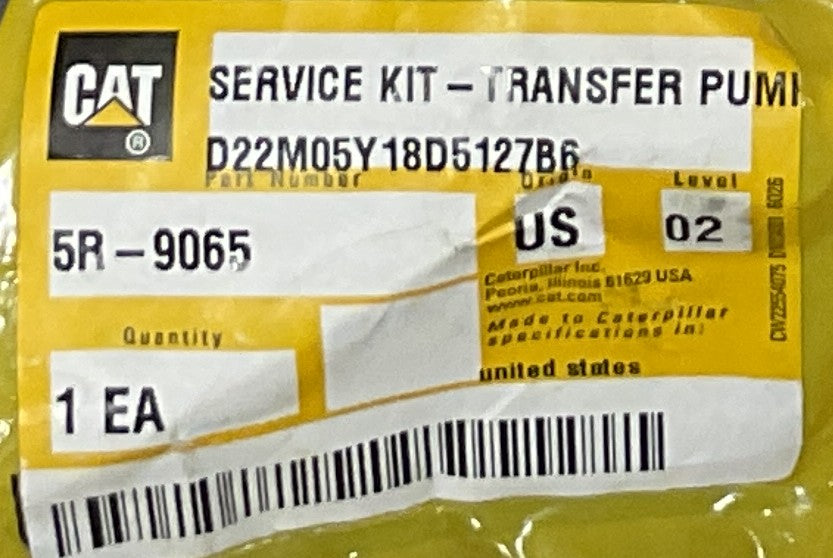 CAT
®
SERVICE KIT – TRANSFER PUMP
D22M05Y18D5127B6
Part Number
Origin
Level
5R – 9065
US
02
Caterpillar Inc.
Peoria, Illinois 61629 USA
www.cat.com
Made to Caterpillar
specifications in:
Quantity
united states
1 EA